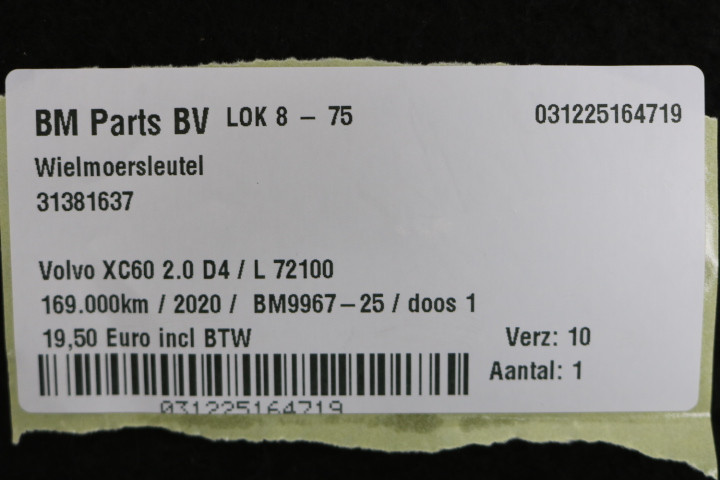 BM Parts BV LOK 8 – 75 031225164719
Wielmoersleutel
31381637
Volvo XC60 2.0 D4 / L 72100
169.000km / 2020 / BM9967-25 / doos 1
19,50 Euro incl BTW Verz: 10
Aantal: 1
031225164719